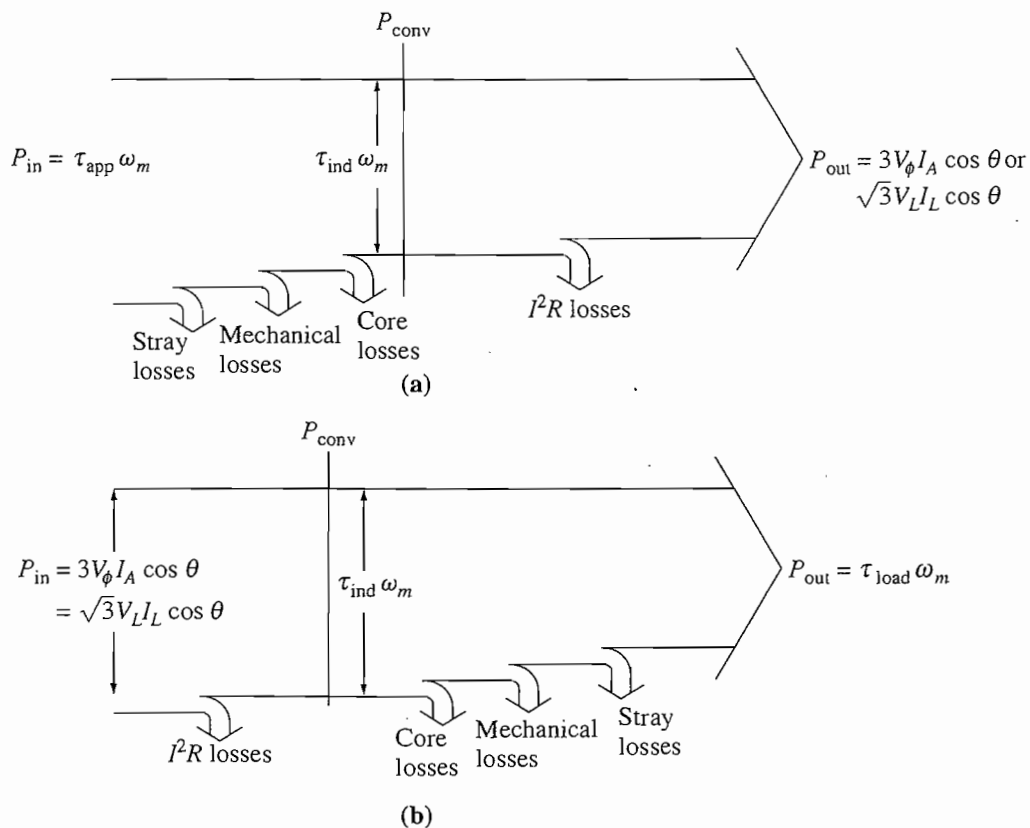 P_conv
P_in = τ_app ω_m
τ_ind ω_m
P_out = 3V_ϕ I_A cos θ or
√3 V_L I_L cos θ
I²R losses
Stray
losses
Mechanical
losses
Core
losses
(a)
P_conv
P_in = 3V_ϕ I_A cos θ
= √3 V_L I_L cos θ
τ_ind ω_m
P_out = τ_load ω_m
I²R losses
Core
losses
Mechanical
losses
Stray
losses
(b)